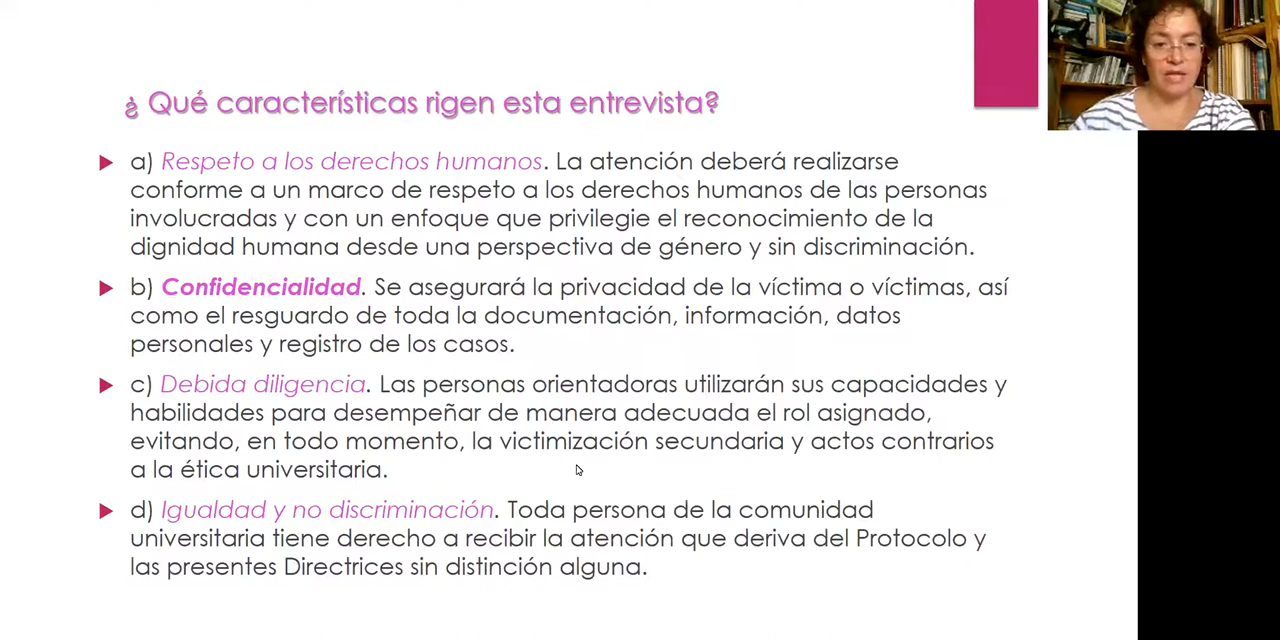 ¿ Qué características rigen esta entrevista?
a) Respeto a los derechos humanos. La atención deberá realizarse
conforme a un marco de respeto a los derechos humanos de las personas
involucradas y con un enfoque que privilegie el reconocimiento de la
dignidad humana desde una perspectiva de género y sin discriminación.
b) Confidencialidad. Se asegurará la privacidad de la víctima o víctimas, así
como el resguardo de toda la documentación, información, datos
personales y registro de los casos.
c) Debida diligencia. Las personas orientadoras utilizarán sus capacidades y
habilidades para desempeñar de manera adecuada el rol asignado,
evitando, en todo momento, la victimización secundaria y actos contrarios
a la ética universitaria.
d) Igualdad y no discriminación. Toda persona de la comunidad
universitaria tiene derecho a recibir la atención que deriva del Protocolo y
las presentes Directrices sin distinción alguna.